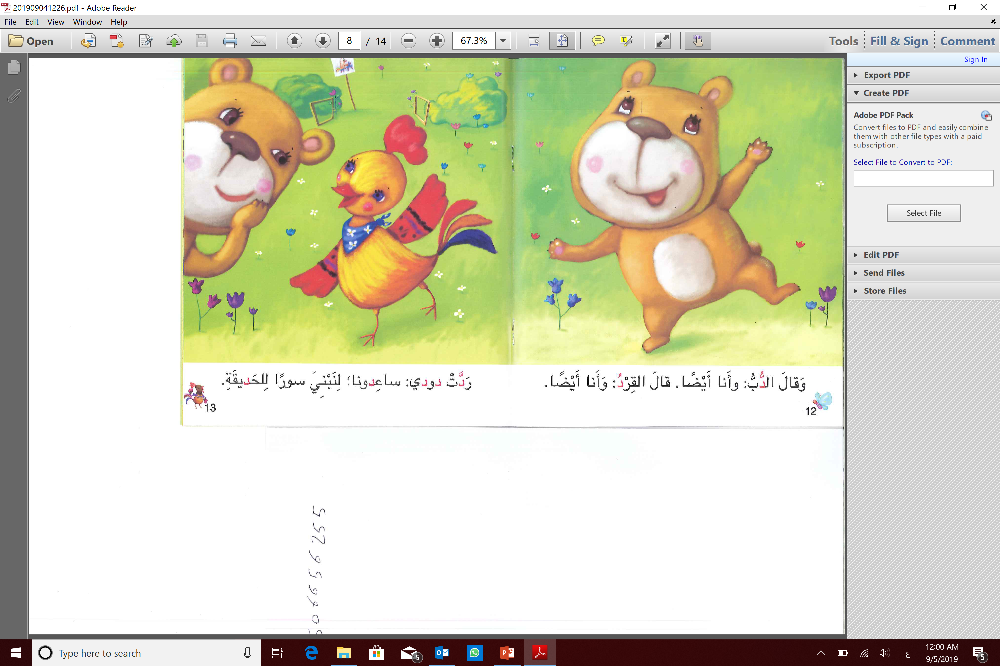 201909041226.pdf - Adobe Reader
File Edit View Window Help
Open 8 / 14 67.3% Tools Fill & Sign Comment
Sign In
Export PDF
Create PDF
Adobe PDF Pack
Convert files to PDF and easily combine
them with other file types with a paid
subscription.
Select File to Convert to PDF:
Select File
Edit PDF
Send Files
Store Files
وَقالَ الدُّبُّ: وأَنا أَيْضًا. قالَ القِرْدُ: وَأَنا أَيْضًا.
12
رَدَّتْ دودي: ساعِدونا؛ لِنَبْنِيَ سورًا لِلحَديقَةِ.
13
0665 6255
Type here to search
5
ع
12:00 AM
9/5/2019
5